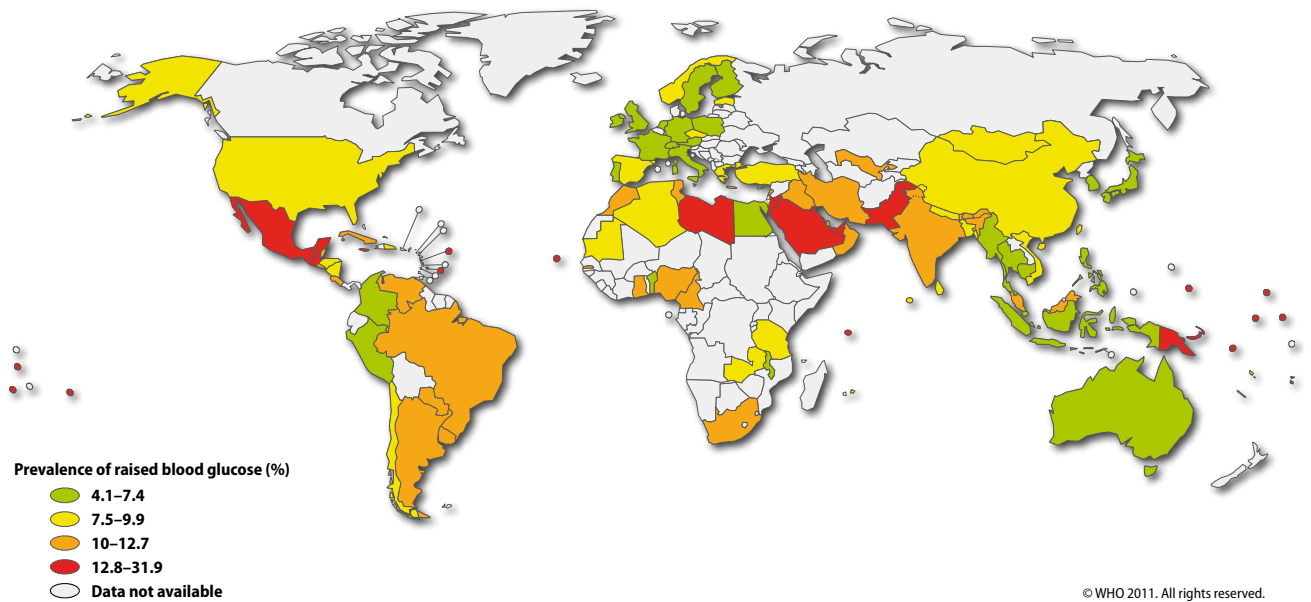 Prevalence of raised blood glucose (%)
4.1–7.4
7.5–9.9
10–12.7
12.8–31.9
Data not available
© WHO 2011. All rights reserved.